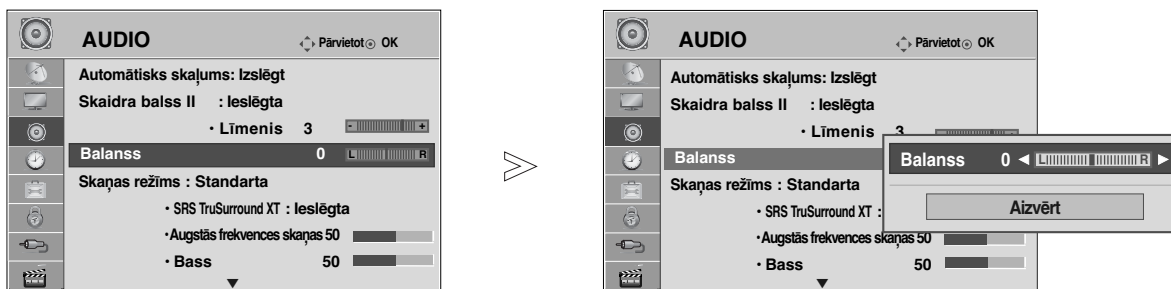 AUDIO
Pārvietot OK
Automātisks skaļums: Izslēgt
Skaidra balss II : Ieslēgta
• Līmenis 3 - +
Balanss 0 L R
Skaņas režīms : Standarta
• SRS TruSurround XT : Ieslēgta
•Augstās frekvences skaņas 50
• Bass 50
AUDIO
Pārvietot OK
Automātisks skaļums: Izslēgt
Skaidra balss II : Ieslēgta
• Līmenis 3
Balanss
Skaņas režīms : Standarta
• SRS TruSurround XT :
•Augstās frekvences skaņas 50
• Bass 50
Balanss 0 L R
Aizvērt